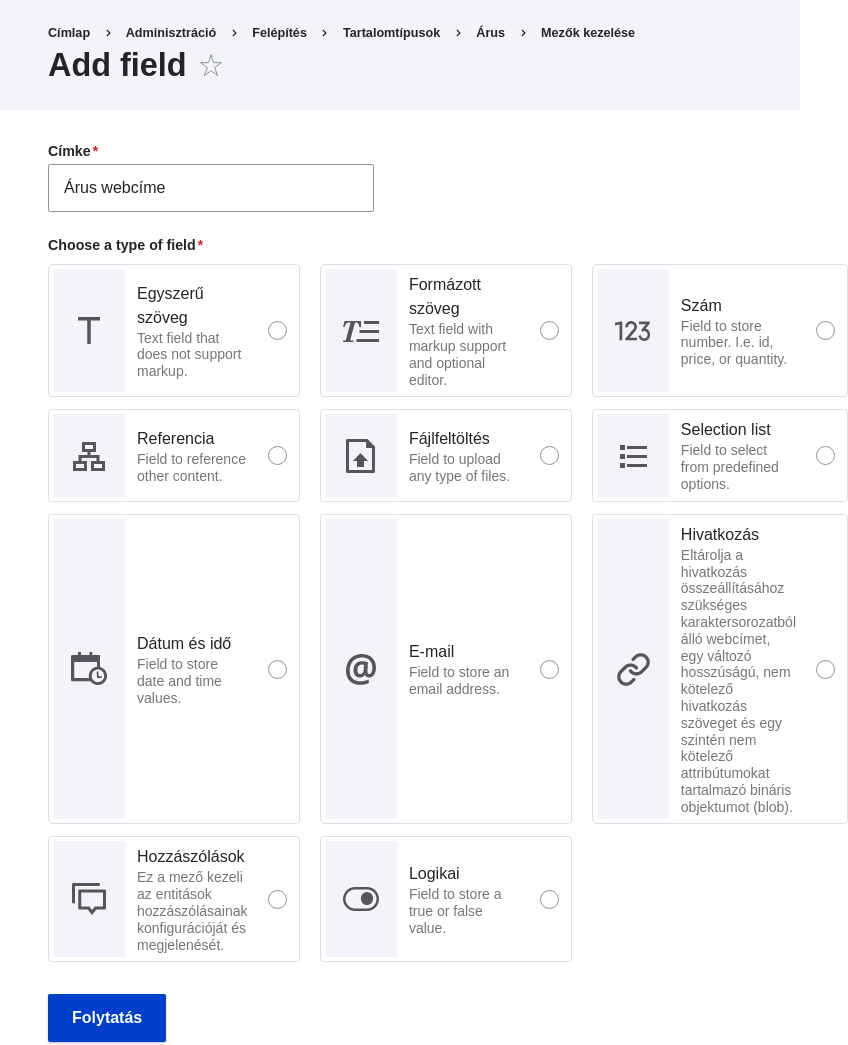 Címlap > Adminisztráció > Felépítés > Tartalomtípusok > Árus > Mezők kezelése
Add field ☆
Címke*
Árus webcíme
Choose a type of field*
Egyszerű
szöveg
Text field that
does not support
markup.
Formázott
szöveg
Text field with
markup support
and optional
editor.
123
Szám
Field to store
number. I.e. id,
price, or quantity.
Referencia
Field to reference
other content.
Fájlfeltöltés
Field to upload
any type of files.
Selection list
Field to select
from predefined
options.
Dátum és idő
Field to store
date and time
values.
@
E-mail
Field to store an
email address.
Hivatkozás
Eltárolja a
hivatkozás
összeállításához
szükséges
karaktersorozatból
álló webcímet,
egy változó
hosszúságú, nem
kötelező
hivatkozás
szöveget és egy
szintén nem
kötelező
attribútumokat
tartalmazó bináris
objektumot (blob).
Hozzászólások
Ez a mező kezeli
az entitások
hozzászólásainak
konfigurációját és
megjelenését.
Logikai
Field to store a
true or false
value.
Folytatás